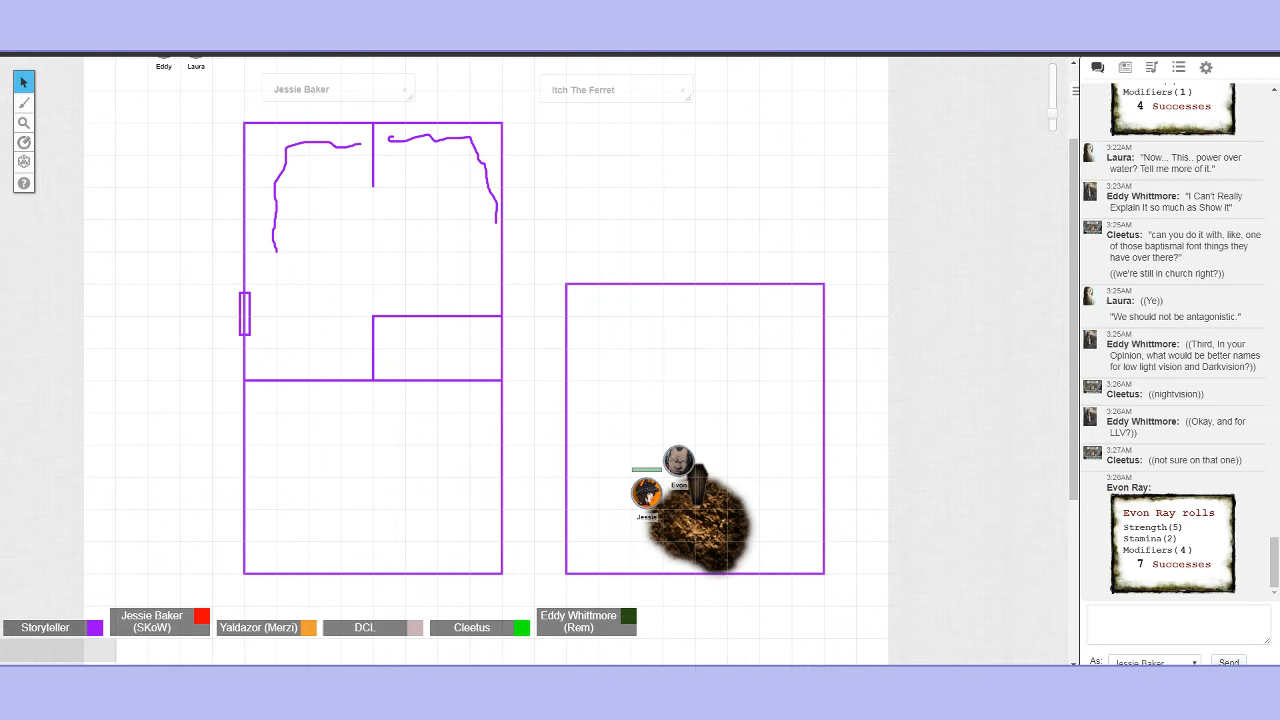 Eddy
Laura
Jessie Baker
Itch The Ferret
Evon
Jessie
Storyteller
Jessie Baker
(SKoW)
Yaldazor (Merzi)
DCL
Cleetus
Eddy Whittmore
(Rem)
Modifiers(1)
4 Successes
3:22AM
Laura: "Now... This.. power over
water? Tell me more of it."
3:23AM
Eddy Whittmore: "I Can't Really
Explain It so much as Show It"
3:25AM
Cleetus: "can you do it with, like, one
of those baptismal font things they
have over there?"
((we're still in church right?))
3:25AM
Laura: ((Ye))
"We should not be antagonistic."
3:25AM
Eddy Whittmore: ((Third, In your
Opinion, what would be better names
for low light vision and Darkvision?))
3:26AM
Cleetus: ((nightvision))
3:26AM
Eddy Whittmore: ((Okay, and for
LLV?))
3:27AM
Cleetus: ((not sure on that one))
3:28AM
Evon Ray:
Evon Ray rolls
Strength(5)
Stamina(2)
Modifiers(4)
7 Successes
As: Jessie Baker Send